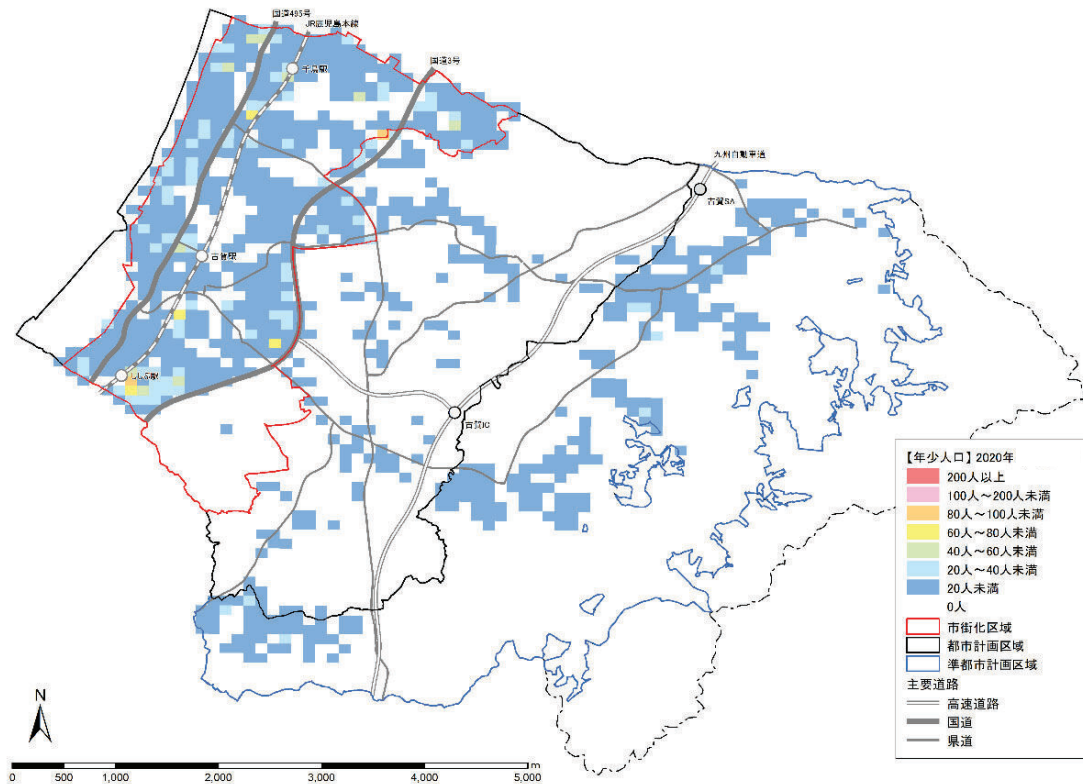 国道495号
JR鹿児島本線
千鳥駅
国道3号
九州自動車道
古賀SA
古賀駅
ししぶ駅
古賀IC
【年少人口】2020年
200人以上
100人～200人未満
80人～100人未満
60人～80人未満
40人～60人未満
20人～40人未満
20人未満
0人
市街化区域
都市計画区域
準都市計画区域
主要道路
高速道路
国道
県道
N
0 500 1,000 2,000 3,000 4,000 5,000 m